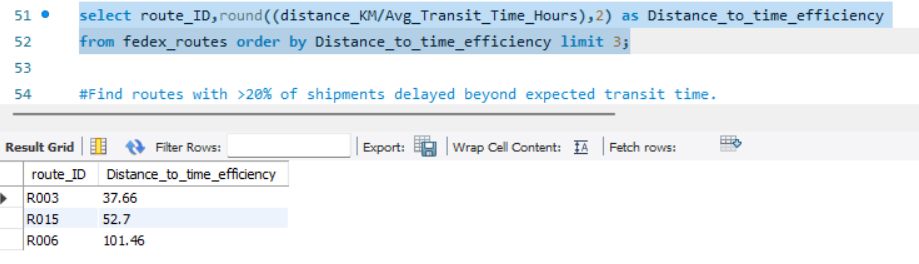 51 select route_ID,round((distance_KM/Avg_Transit_Time_Hours),2) as Distance_to_time_efficiency
52 from fedex_routes order by Distance_to_time_efficiency limit 3;
53
54 #Find routes with >20% of shipments delayed beyond expected transit time.
Result Grid Filter Rows: Export: Wrap Cell Content: IA Fetch rows:
route_ID Distance_to_time_efficiency
R003 37.66
R015 52.7
R006 101.46